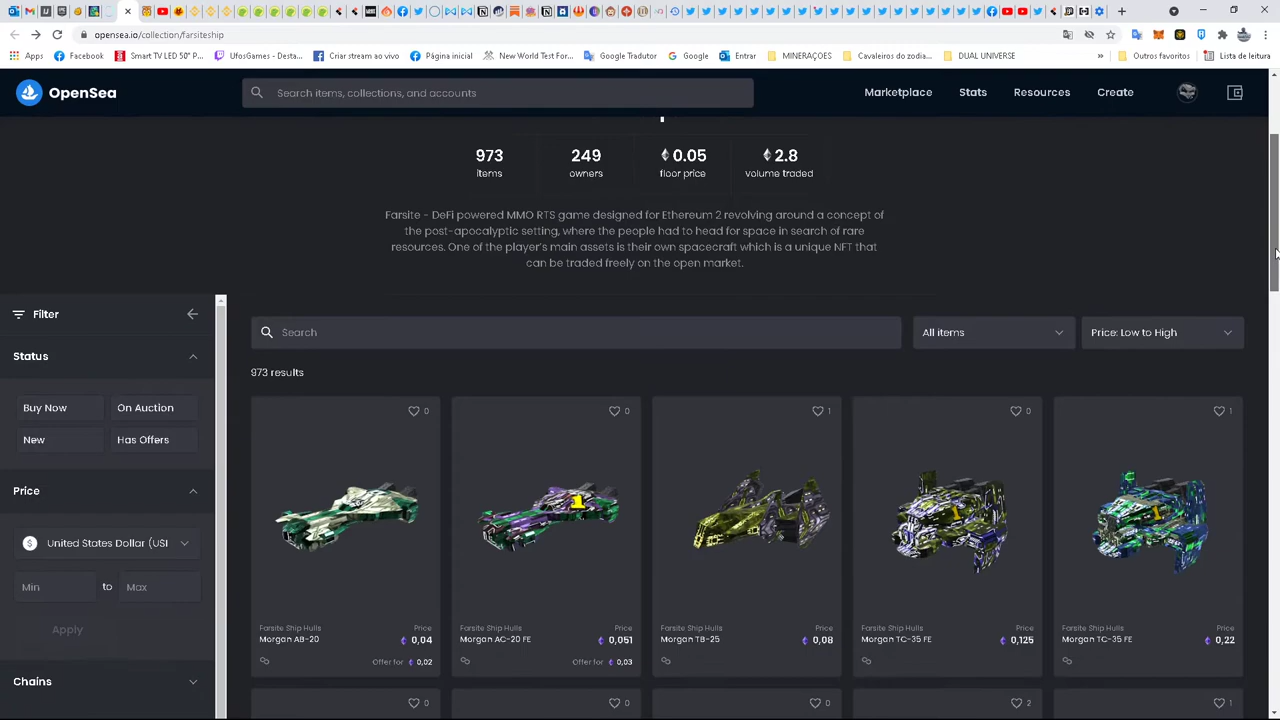 opensea.io/collection/farsiteship
Apps
Facebook
Smart TV LED 50" P...
UfosGames - Desta...
Criar stream ao vivo
Página inicial
New World Test For...
Google Tradutor
Google
Entrar
MINERAÇOES
Cavaleiros do zodia...
DUAL UNIVERSE
»
Outros favoritos
Lista de leitura
OpenSea
Search items, collections, and accounts
Marketplace
Stats
Resources
Create
973
items
249
owners
0.05
floor price
2.8
volume traded
Farsite - DeFi powered MMO RTS game designed for Ethereum 2 revolving around a concept of
the post-apocalyptic setting, where the people had to head for space in search of rare
resources. One of the player's main assets is their own spacecraft which is a unique NFT that
can be traded freely on the open market.
Filter
Status
Buy Now
On Auction
New
Has Offers
Price
$ United States Dollar (USI
Min
to
Max
Apply
Chains
Search
All items
Price: Low to High
973 results
0
Farsite Ship Hulls
Price
Morgan AB-20
0,04
Offer for 0,02
0
1
Farsite Ship Hulls
Price
Morgan AC-20 FE
0,051
Offer for 0,03
1
Farsite Ship Hulls
Price
Morgan TB-25
0,08
0
1
Farsite Ship Hulls
Price
Morgan TC-35 FE
0,125
1
1
Farsite Ship Hulls
Price
Morgan TC-35 FE
0,22
0
0
0
2
1